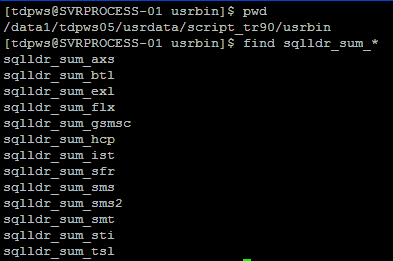 [tdpws@SVRPROCESS-01 usrbin]$ pwd
/data1/tdpws05/usrdata/script_tr90/usrbin
[tdpws@SVRPROCESS-01 usrbin]$ find sqlldr_sum_*
sqlldr_sum_axs
sqlldr_sum_btl
sqlldr_sum_exl
sqlldr_sum_flx
sqlldr_sum_gsmsc
sqlldr_sum_hcp
sqlldr_sum_ist
sqlldr_sum_sfr
sqlldr_sum_sms
sqlldr_sum_sms2
sqlldr_sum_smt
sqlldr_sum_sti
sqlldr_sum_tsl